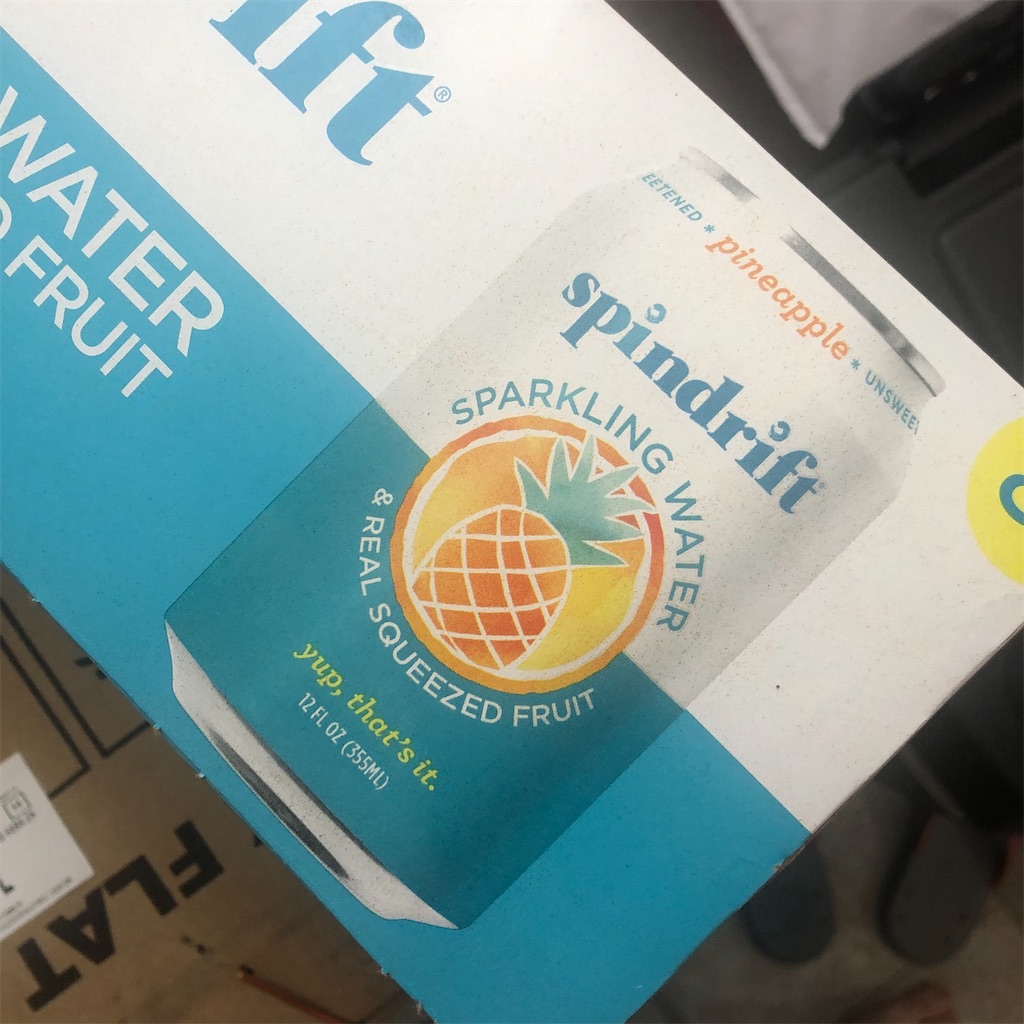 ift®
WATER
FRUIT
EETENED * pineapple * UNSWEE
spindrift
SPARKLING WATER
& REAL SQUEEZED FRUIT
yup, that's it.
12 FL OZ (355ML)
FLAT